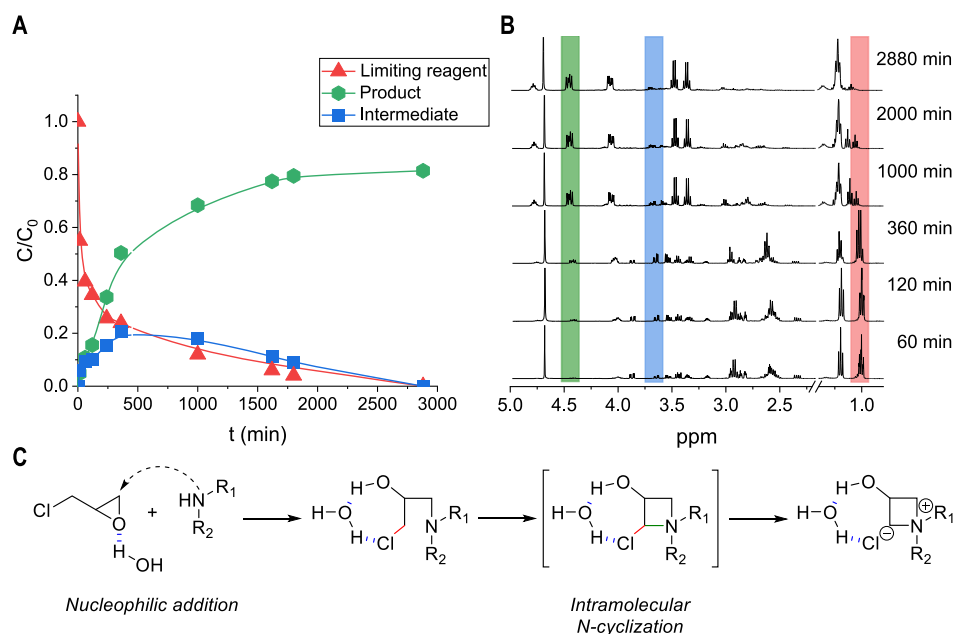 A
Limiting reagent
Product
Intermediate
C/C0
1.0
0.8
0.6
0.4
0.2
0.0
0 500 1000 1500 2000 2500 3000
t (min)
B
2880 min
2000 min
1000 min
360 min
120 min
60 min
5.0 4.5 4.0 3.5 3.0 2.5 1.0
ppm
C
Cl O H OH + HN R1 R2 H O H O H Cl N R1 R2 H O H O H Cl N R1 R2 H O H O H Cl ⊖ N ⊕ R1 R2
Nucleophilic addition
Intramolecular
N-cyclization